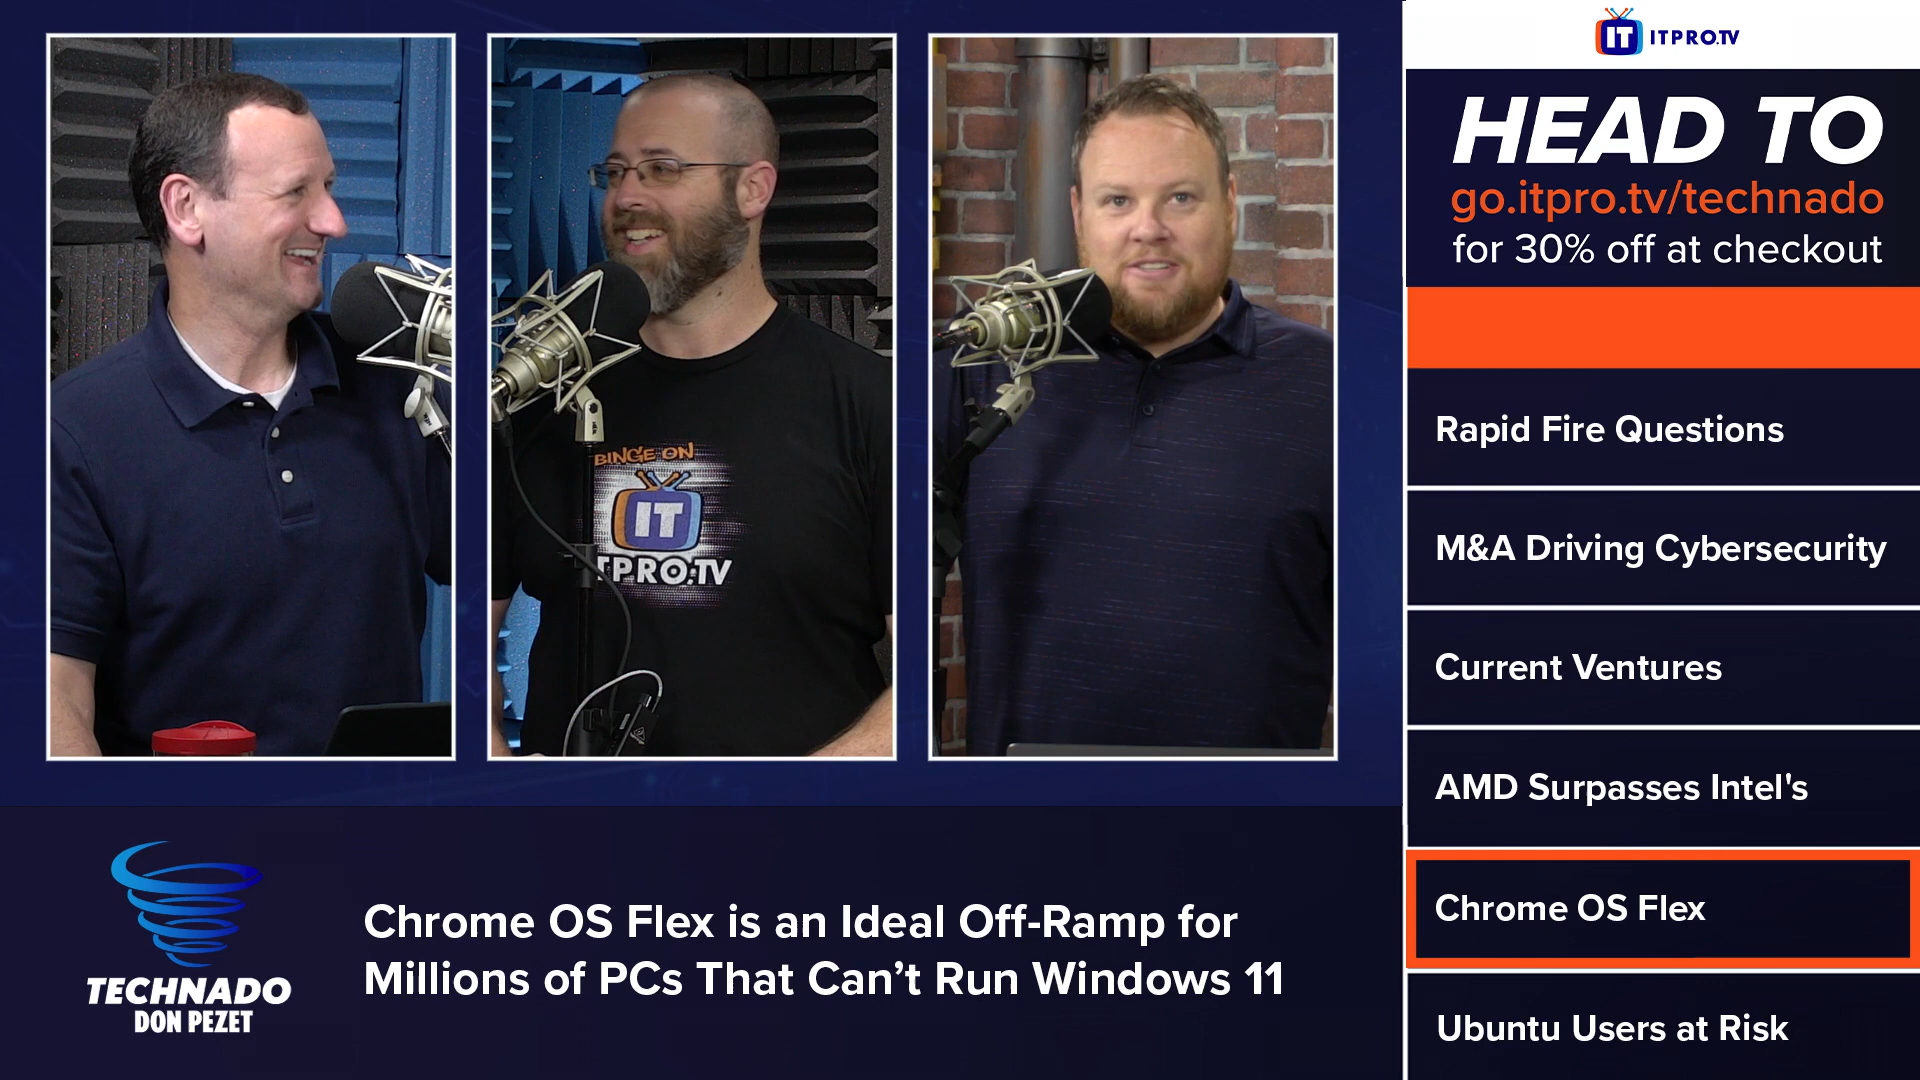 BINGE ON
IT
ITPRO.TV
TECHNADO
DON PEZET
Chrome OS Flex is an Ideal Off-Ramp for
Millions of PCs That Can’t Run Windows 11
IT ITPRO.TV
HEAD TO
go.itpro.tv/technado
for 30% off at checkout
Rapid Fire Questions
M&A Driving Cybersecurity
Current Ventures
AMD Surpasses Intel's
Chrome OS Flex
Ubuntu Users at Risk